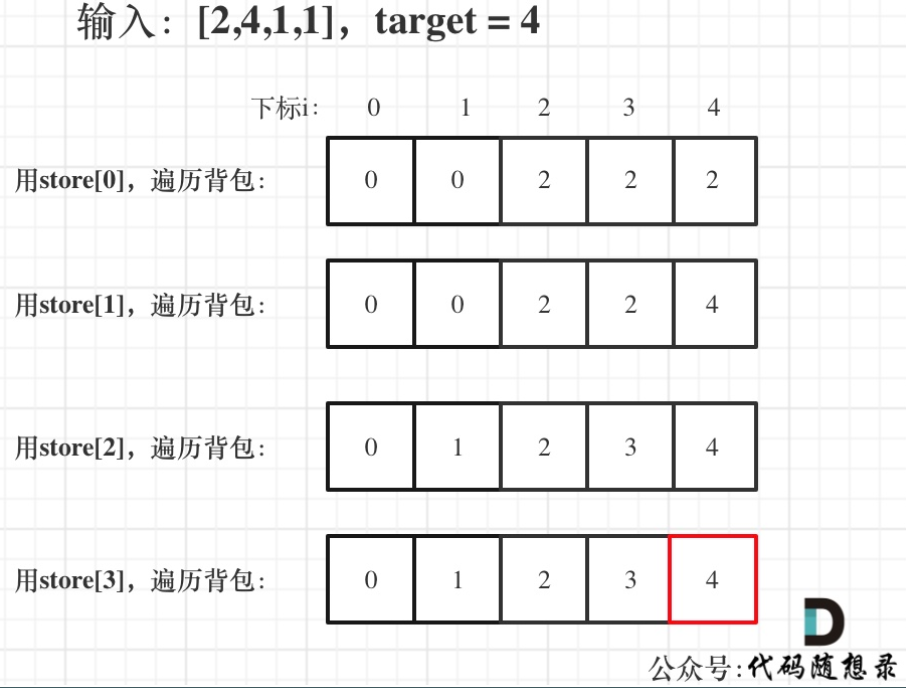 输入：[2,4,1,1]，target = 4
下标i: 0 1 2 3 4
用store[0]，遍历背包： 0 0 2 2 2
用store[1]，遍历背包： 0 0 2 2 4
用store[2]，遍历背包： 0 1 2 3 4
用store[3]，遍历背包： 0 1 2 3 4
公众号:代码随想录